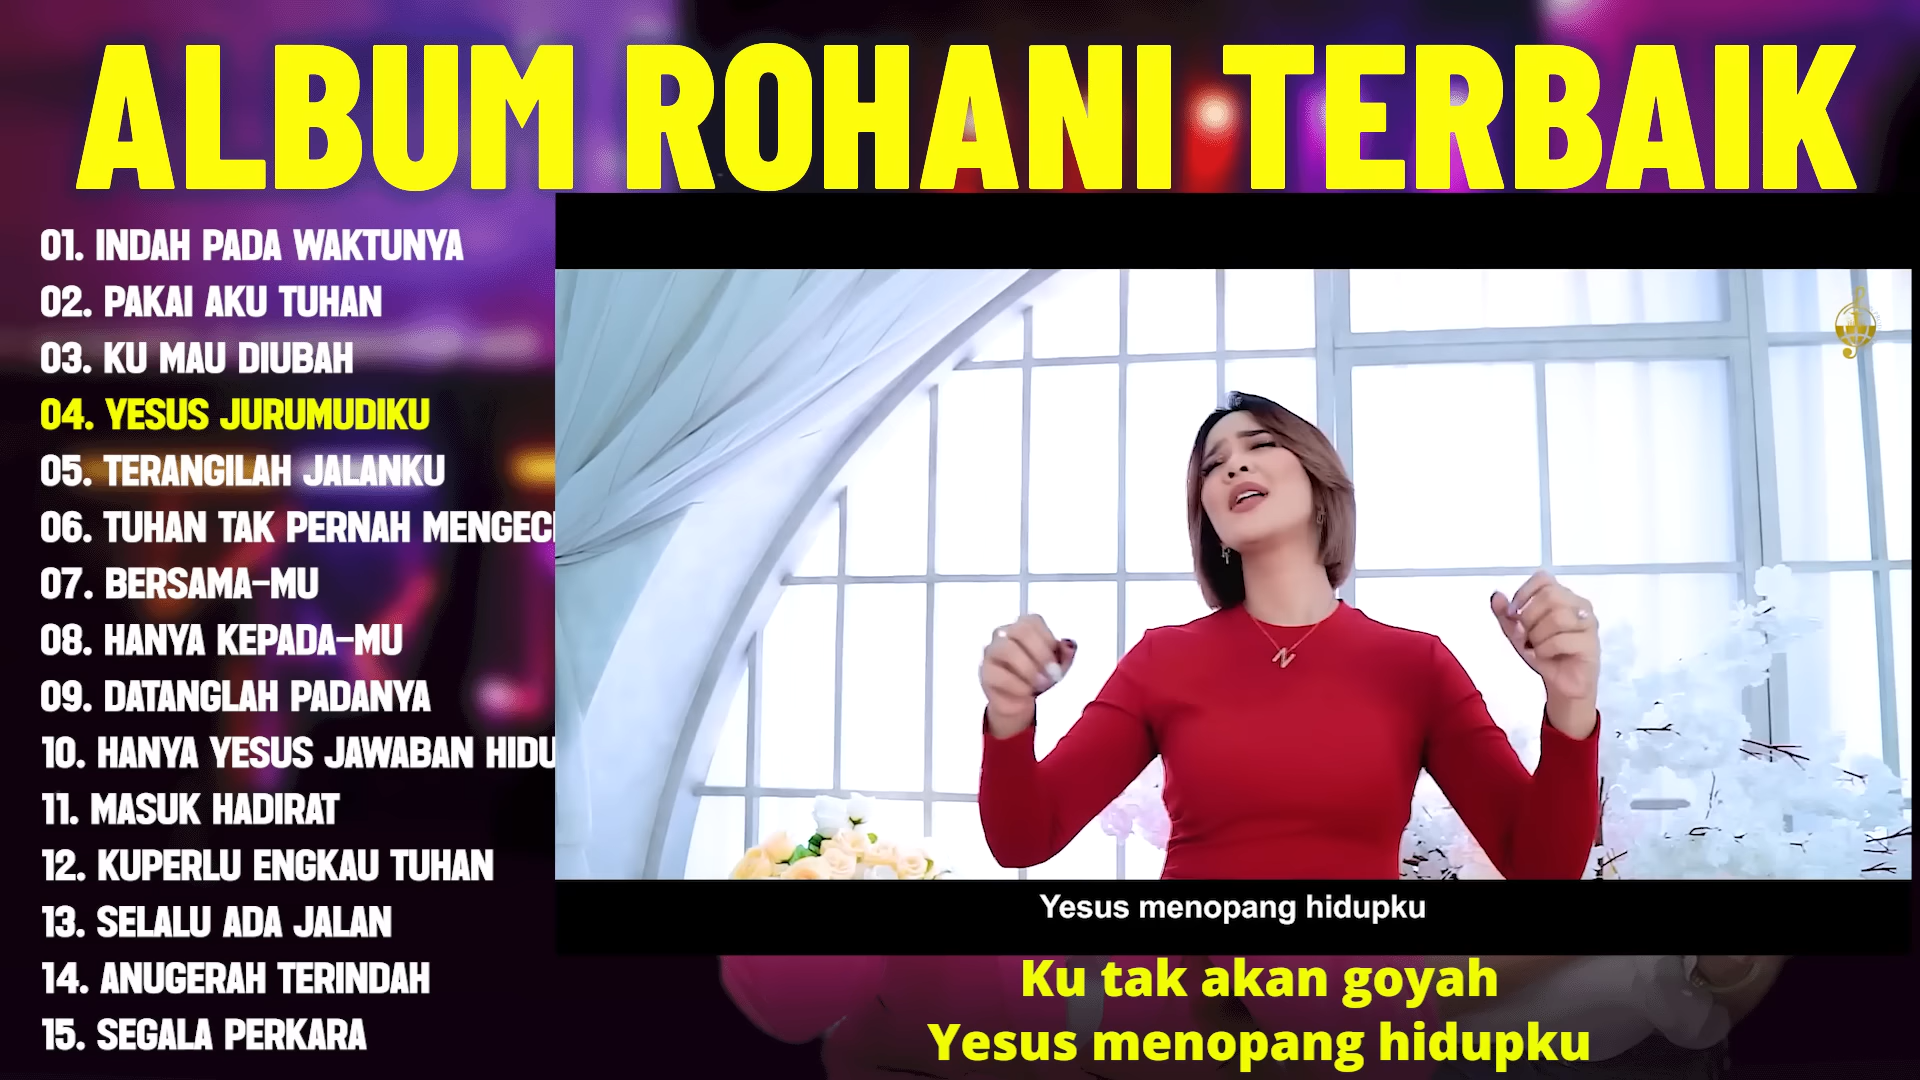 ALBUM ROHANI TERBAIK
01. INDAH PADA WAKTUNYA
02. PAKAI AKU TUHAN
03. KU MAU DIUBAH
04. YESUS JURUMUDIKU
05. TERANGILAH JALANKU
06. TUHAN TAK PERNAH
07. BERSAMA-MU
08. HANYA KEPADA-MU
09. DATANGLAH PADANYA
10. HANYA YESUS JAWABAN
11. MASUK HADIRAT
12. KUPERLU ENGKAU TUHAN
13. SELALU ADA JALAN
14. ANUGERAH TERINDAH
15. SEGALA PERKARA
N
Yesus menopang hidupku
Ku tak akan goyah
Yesus menopang hidupku